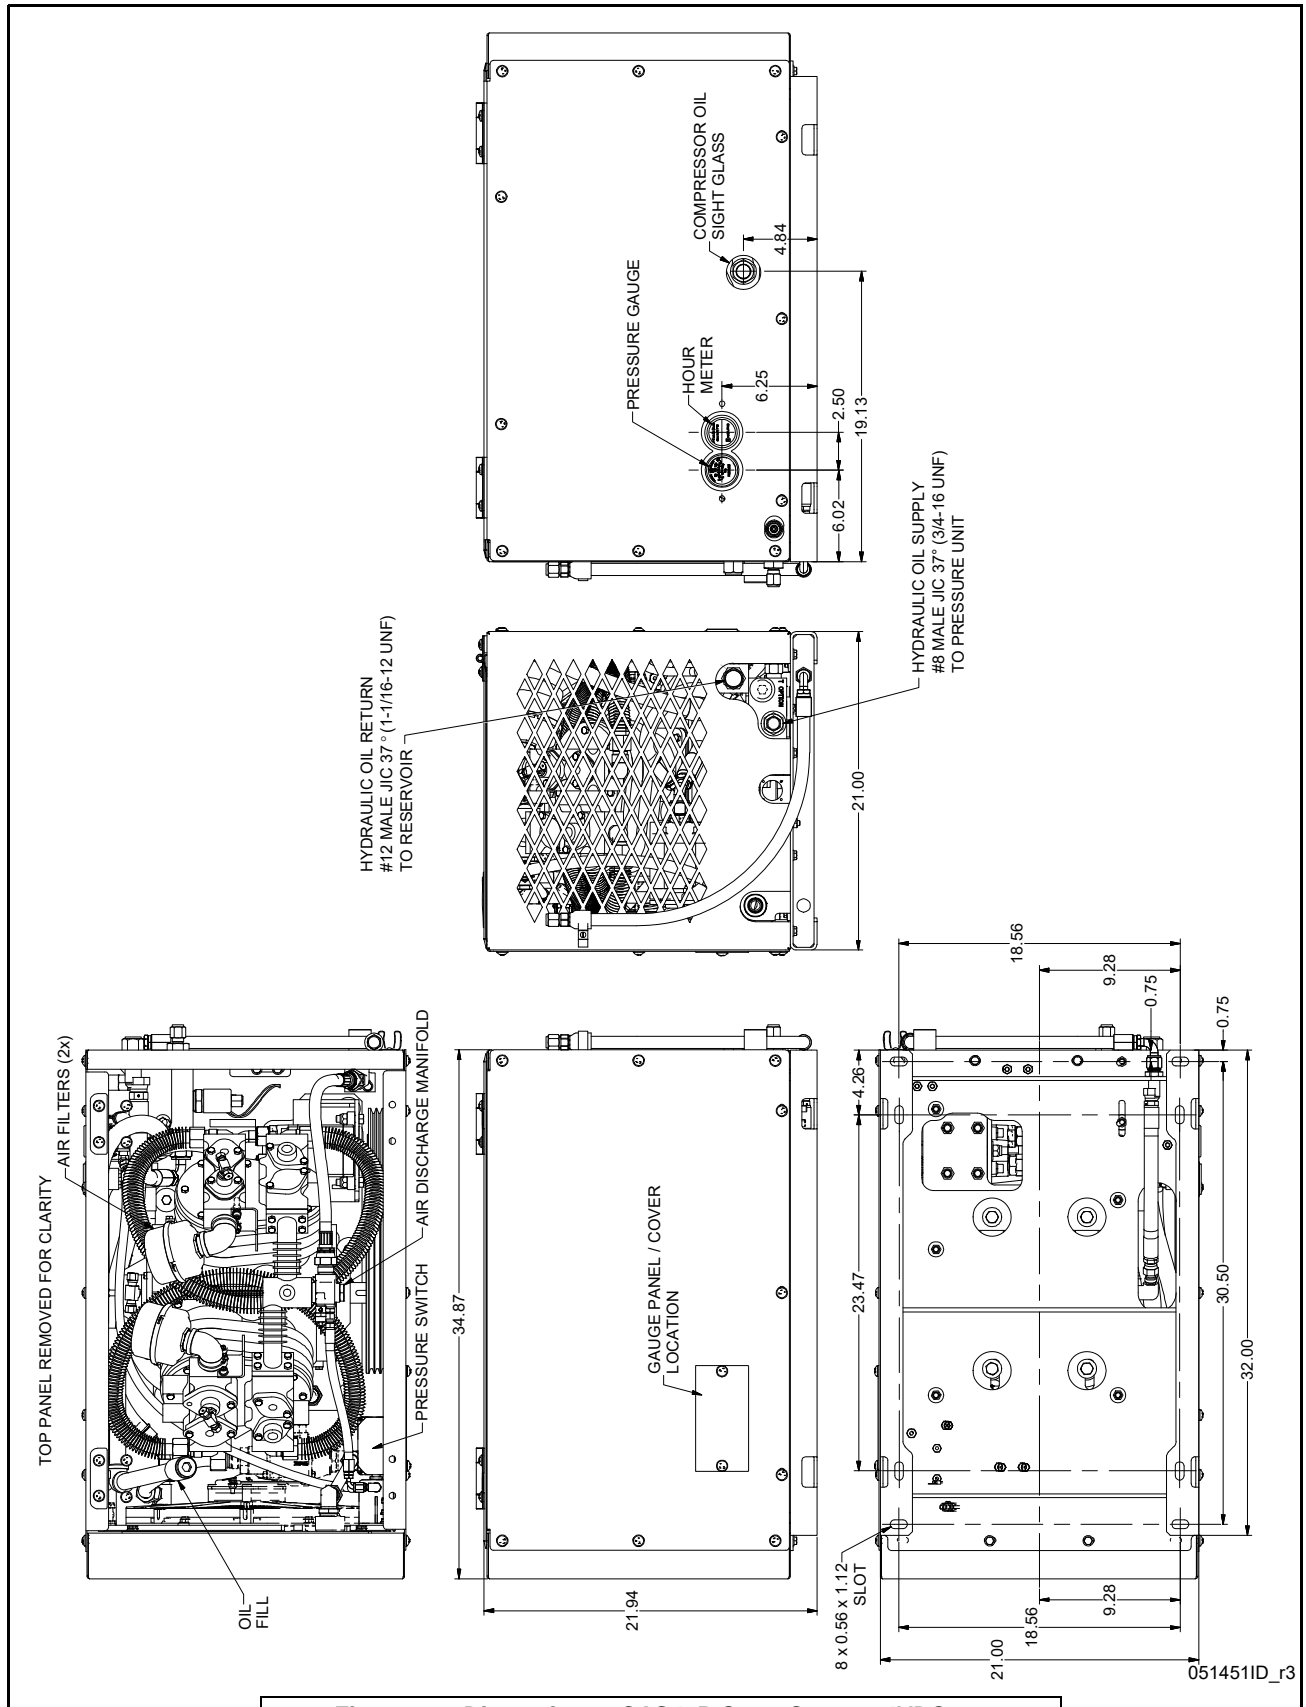 COMPRESSOR OIL
SIGHT GLASS
PRESSURE GAUGE
HOUR
METER
4.84
6.25
2.50
19.13
6.02
HYDRAULIC OIL RETURN
#12 MALE JIC 37° (1-1/16-12 UNF)
TO RESERVOIR
HYDRAULIC OIL SUPPLY
#8 MALE JIC 37° (3/4-16 UNF)
TO PRESSURE UNIT
T OPTION
21.00
TOP PANEL REMOVED FOR CLARITY
AIR FILTERS (2x)
AIR DISCHARGE MANIFOLD
PRESSURE SWITCH
OIL
FILL
34.87
GAUGE PANEL / COVER
LOCATION
21.94
18.56
9.28
0.75
0.75
4.26
23.47
30.50
32.00
8 x 0.56 x 1.12
SLOT
9.28
18.56
21.00
051451ID_r3